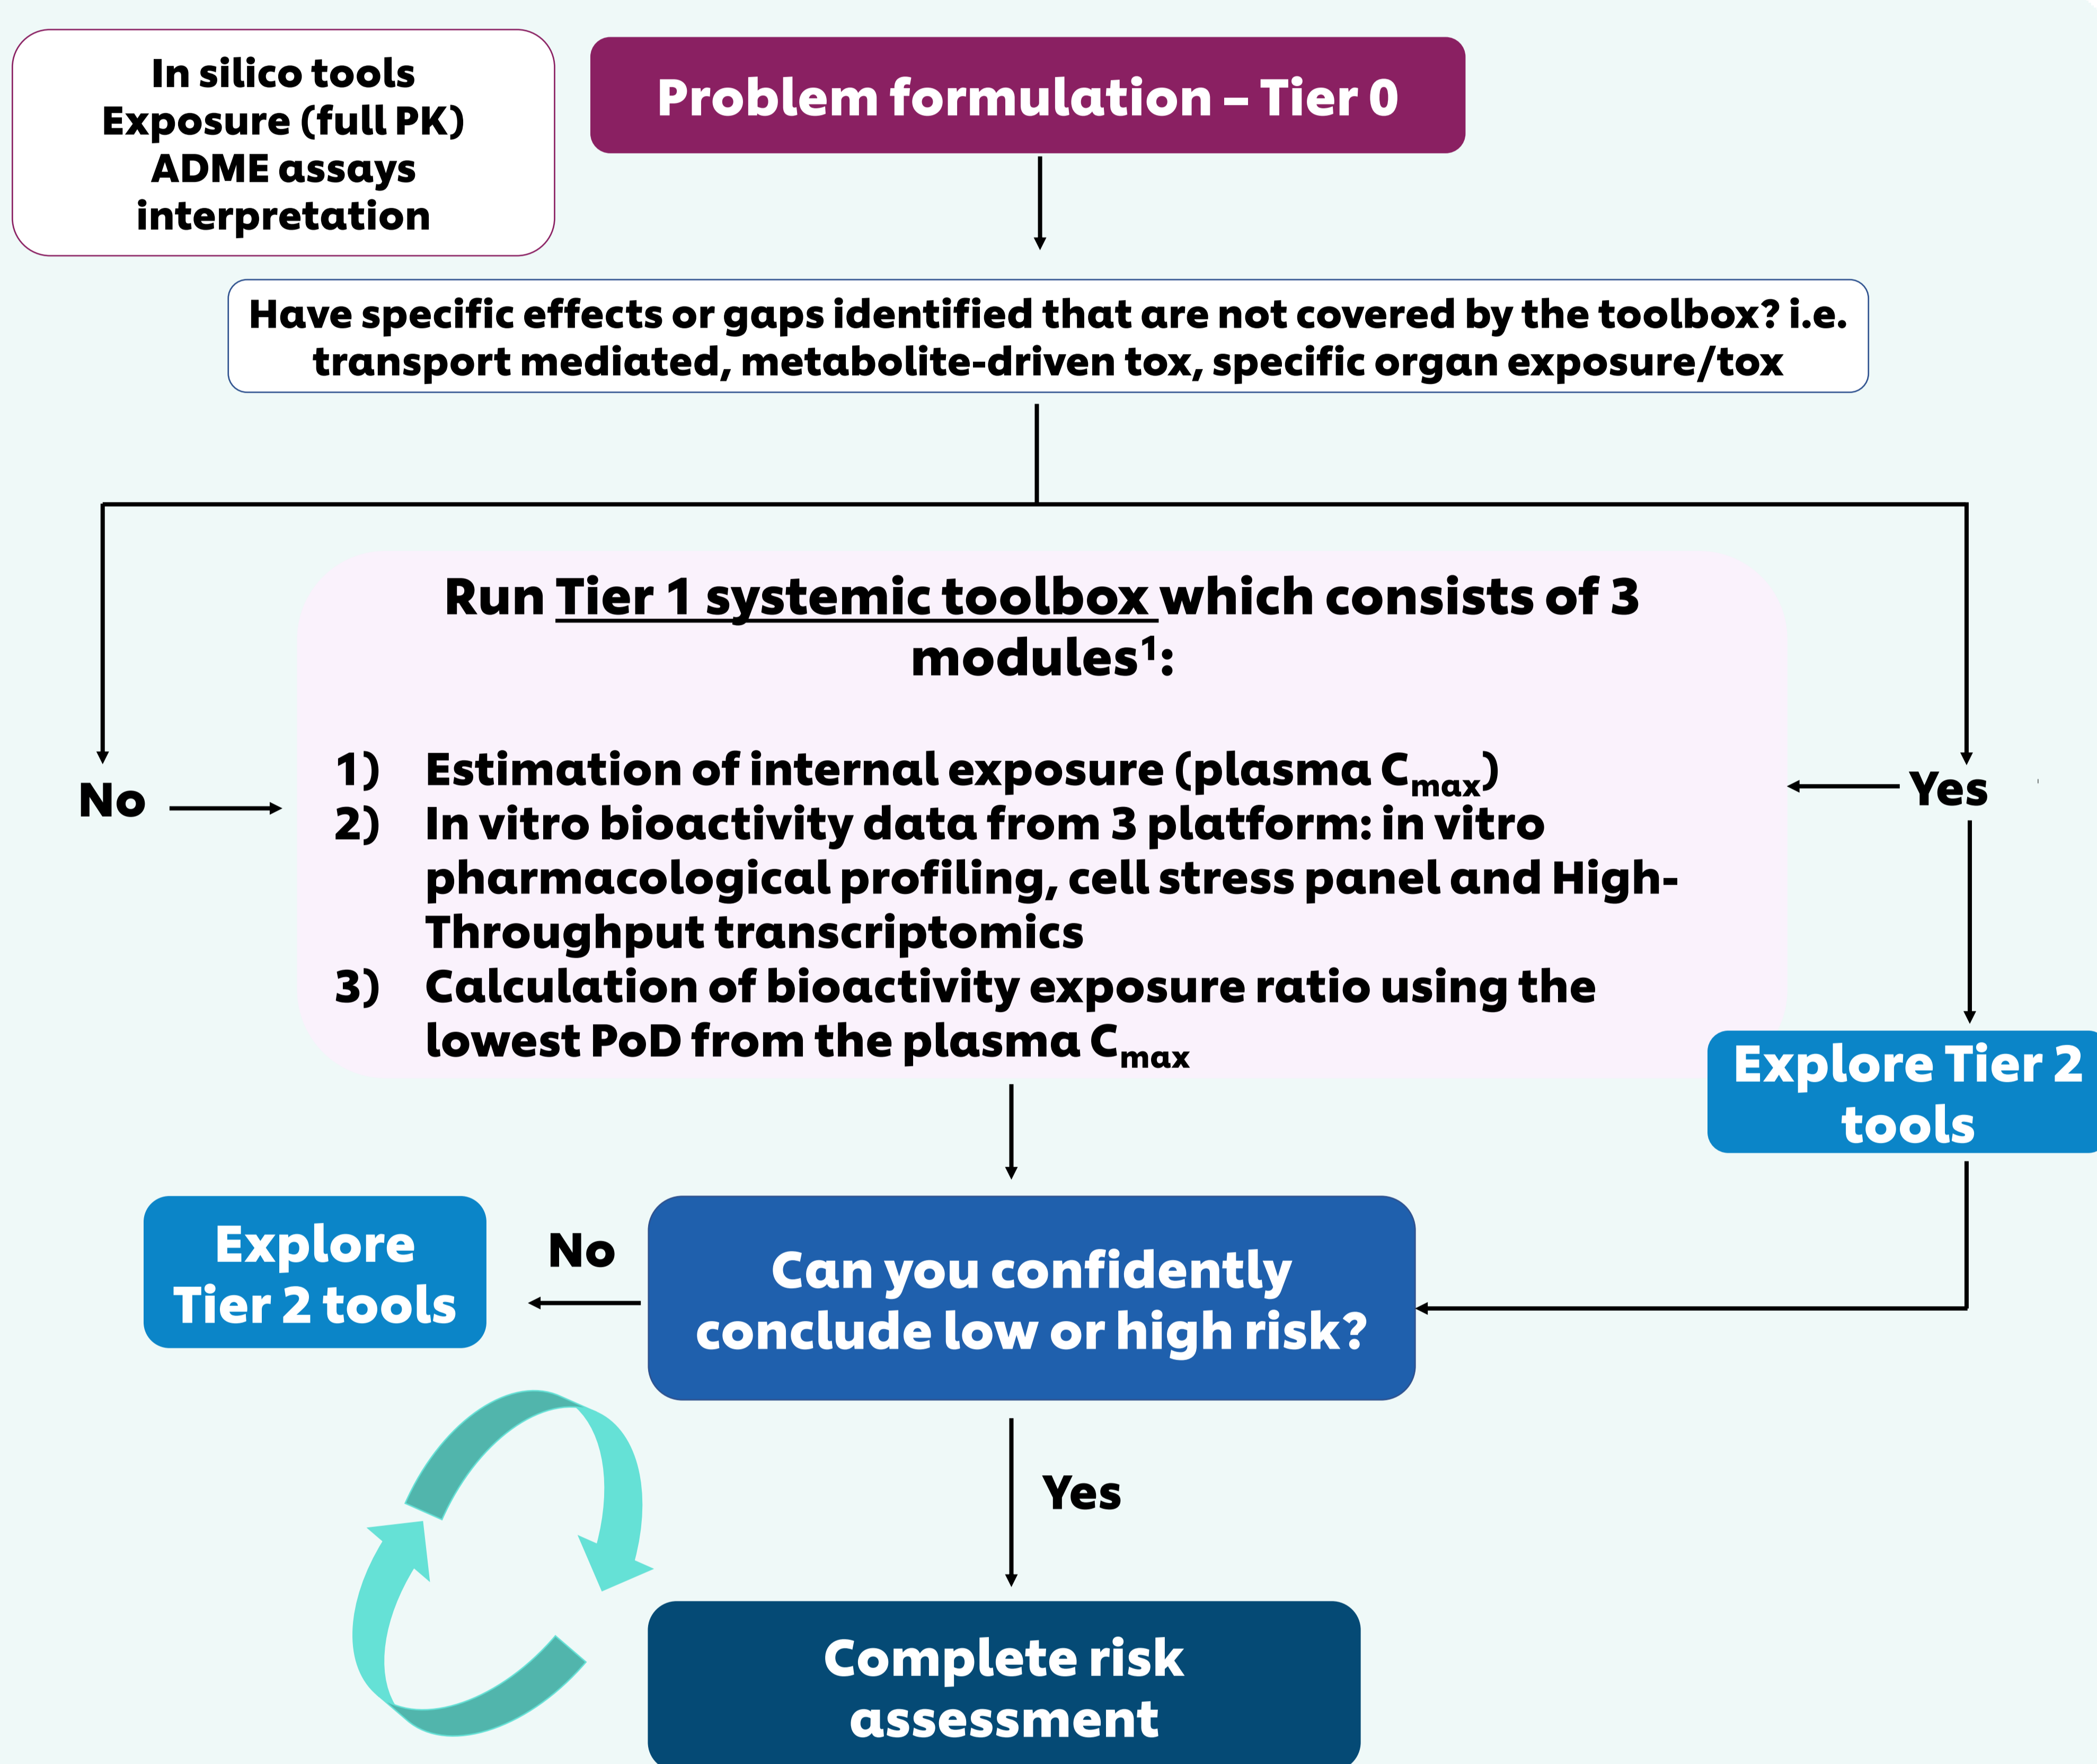 In silico tools
Exposure (full PK)
ADME assays
interpretation
Problem formulation – Tier 0
Have specific effects or gaps identified that are not covered by the toolbox? i.e.
transport mediated, metabolite-driven tox, specific organ exposure/tox
Run Tier 1 systemic toolbox which consists of 3
modules¹:
1) Estimation of internal exposure (plasma Cmax)
2) In vitro bioactivity data from 3 platform: in vitro
pharmacological profiling, cell stress panel and High-
Throughput transcriptomics
3) Calculation of bioactivity exposure ratio using the
lowest PoD from the plasma Cmax
No
Yes
Explore Tier 2
tools
Explore
Tier 2 tools
No
Can you confidently
conclude low or high risk?
Yes
Complete risk
assessment